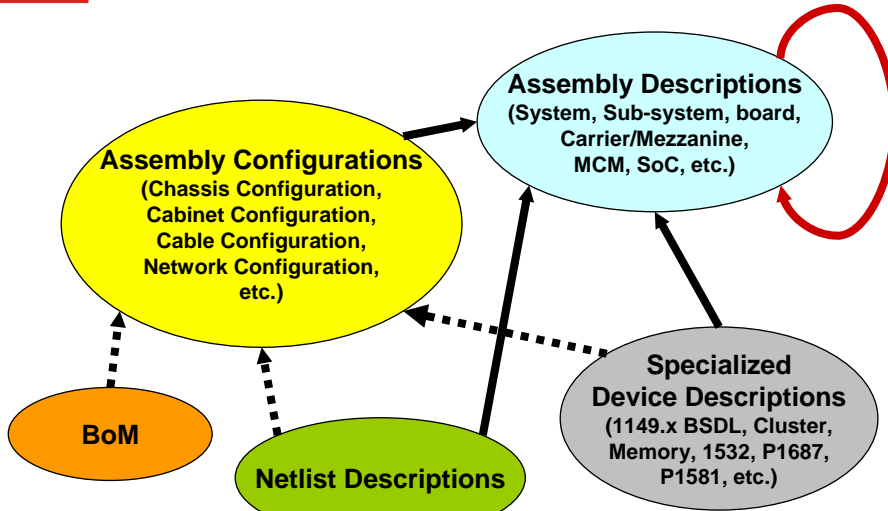 Assembly Descriptions
(System, Sub-system, board,
Carrier/Mezzanine,
MCM, SoC, etc.)
Assembly Configurations
(Chassis Configuration,
Cabinet Configuration,
Cable Configuration,
Network Configuration,
etc.)
Specialized
Device Descriptions
(1149.x BSDL, Cluster,
Memory, 1532, P1687,
P1581, etc.)
BoM
Netlist Descriptions